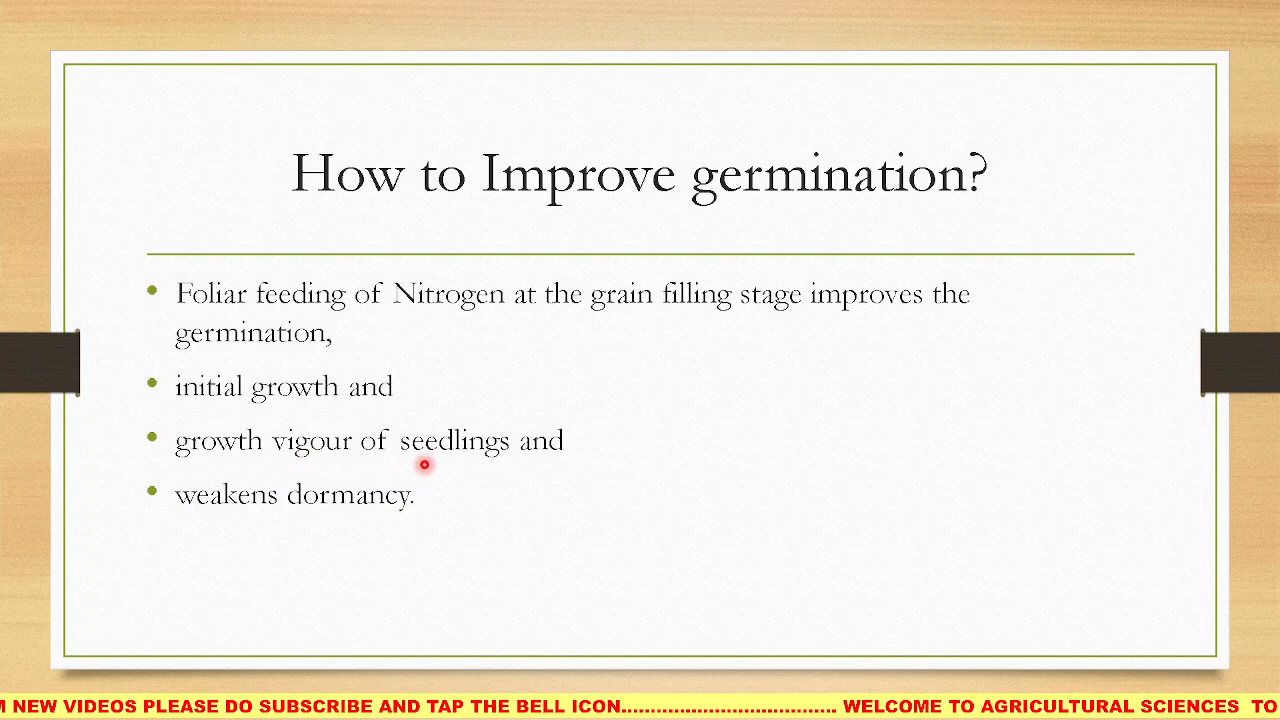 How to Improve germination?
• Foliar feeding of Nitrogen at the grain filling stage improves the
germination,
• initial growth and
• growth vigour of seedlings and
• weakens dormancy.
NEW VIDEOS PLEASE DO SUBSCRIBE AND TAP THE BELL ICON.................................... WELCOME TO AGRICULTURAL SCIENCES TO